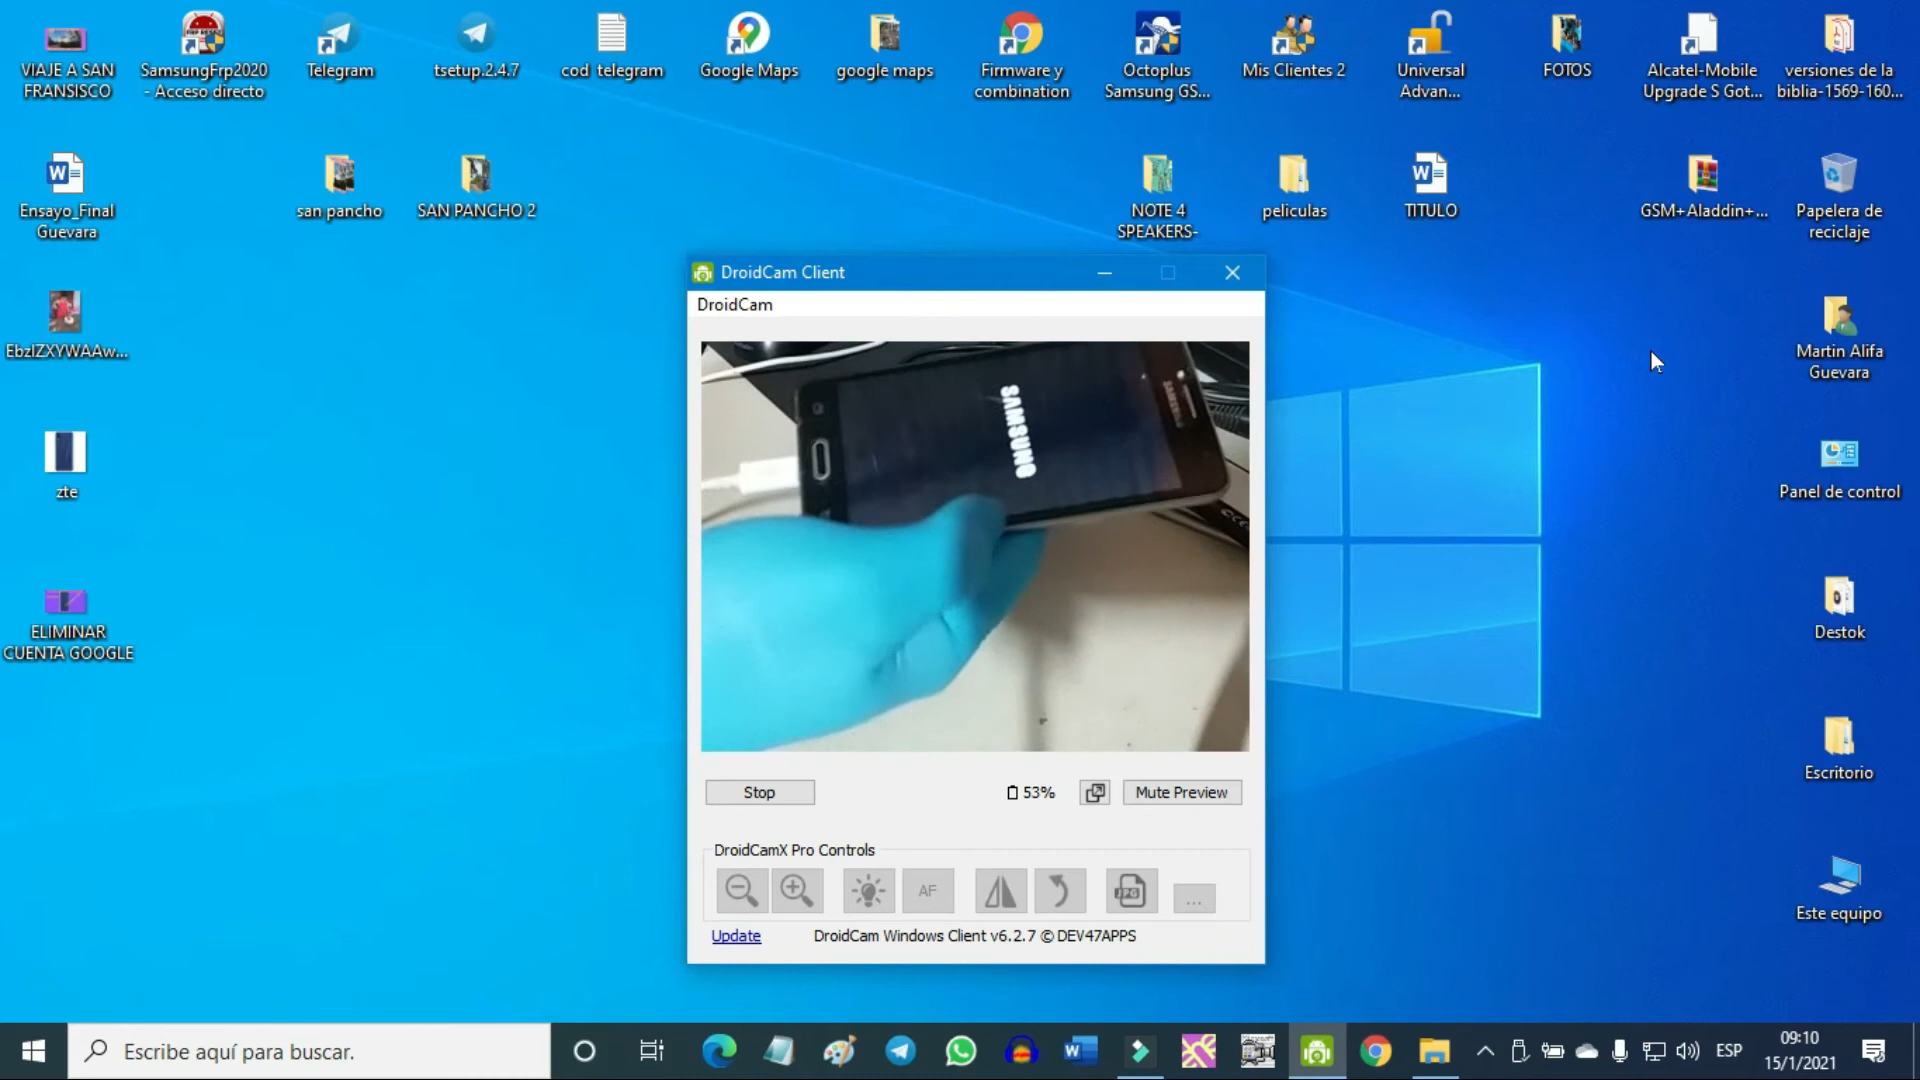 VIAJE A SAN
FRANSISCO
SamsungFrp2020
- Acceso directo
Telegram
tsetup.2.4.7
cod telegram
Google Maps
google maps
Firmware y
combination
Octoplus
Samsung GS...
Mis Clientes 2
Universal
Advan...
FOTOS
Alcatel-Mobile
Upgrade S Got...
versiones de la
biblia-1569-160...
Ensayo_Final
Guevara
san pancho
SAN PANCHO 2
NOTE 4
SPEAKERS-
peliculas
TITULO
GSM+Aladdin+...
Papelera de
reciclaje
EbzIZXYWAAw...
Martin Alifa
Guevara
zte
Panel de control
ELIMINAR
CUENTA GOOGLE
Destok
Escritorio
Este equipo
DroidCam Client
DroidCam
SAMSUNG
SAMSUNG
Stop
53%
Mute Preview
DroidCamX Pro Controls
AF
JPG
...
Update
DroidCam Windows Client v6.2.7 © DEV47APPS
Escribe aquí para buscar.
ESP
09:10
15/1/2021